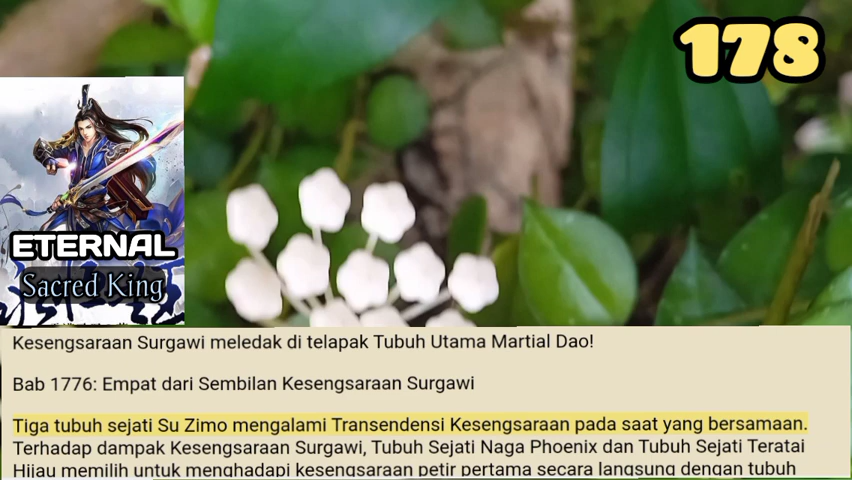 178
ETERNAL
Sacred King
Kesengsaraan Surgawi meledak di telapak Tubuh Utama Martial Dao!
Bab 1776: Empat dari Sembilan Kesengsaraan Surgawi
Tiga tubuh sejati Su Zimo mengalami Transendensi Kesengsaraan pada saat yang bersamaan.
Terhadap dampak Kesengsaraan Surgawi, Tubuh Sejati Naga Phoenix dan Tubuh Sejati Teratai
Hijau memilih untuk menghadapi kesengsaraan petir pertama secara langsung dengan tubuh